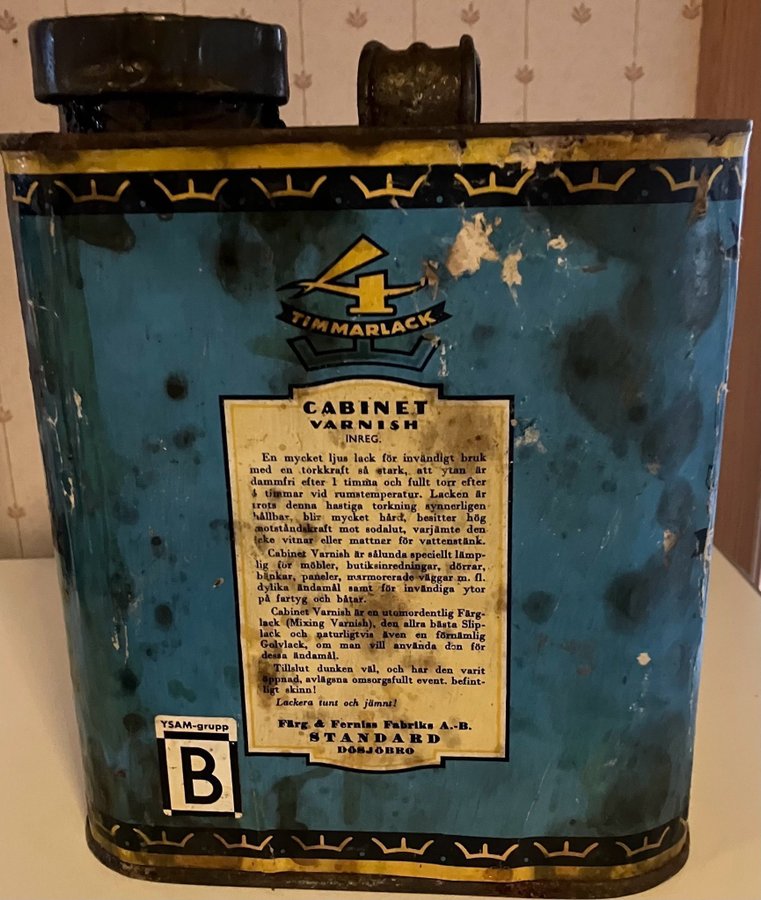 4
TIMMARLACK
CABINET
VARNISH
INREG.
En mycket ljus lack för invändigt bruk
med en torkkraft så stark, att ytan är
dammfri efter 1 timma och fullt torr efter
4 timmar vid rumstemperatur. Lacken är
trots denna hastiga torkning synnerligen
hållbar, blir mycket hård, besitter hög
motståndskraft mot sodalut, varjämte den
icke vitnar eller mattner för vattenstänk.
Cabinet Varnish är sålunda speciellt lämp-
lig för möbler, butiksinredningar, dörrar,
bänkar, paneler, marmorerade väggar m. fl.
dylika ändamål samt för invändiga ytor
på fartyg och båtar.
Cabinet Varnish är en utomordentlig Färg-
lack (Mixing Varnish), den allra bästa Slip-
lack och naturligtvis även en förnämlig
Golvlack, om man vill använda den för
dessa ändamål.
Tillslut dunken väl, och har den varit
öppnad, avlägsna omsorgsfullt event. befint-
ligt skinn!
Lackera tunt och jämnt!
Färg & Ferniss Fabriks A.-B.
STANDARD
DÖSJÖBRO
YSAM-grupp
B